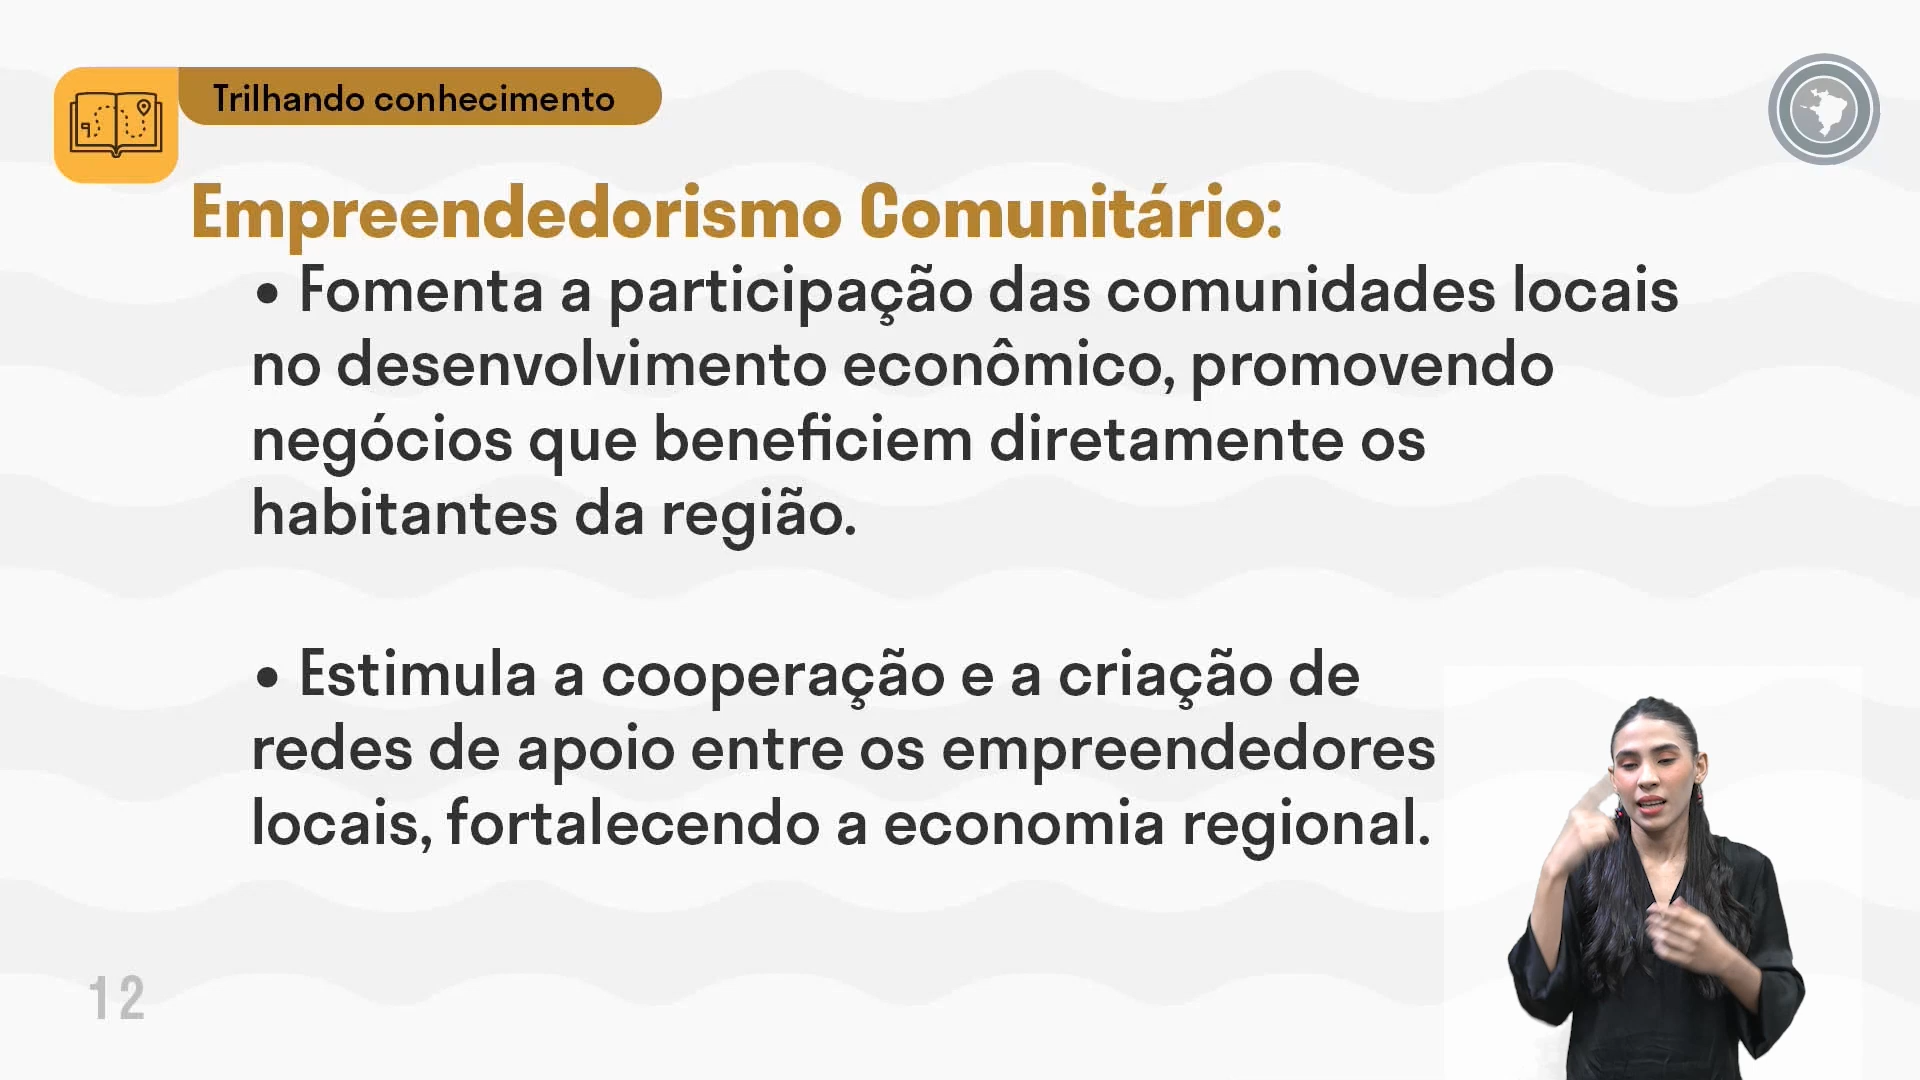 Trilhando conhecimento
Empreendedorismo Comunitário:
• Fomenta a participação das comunidades locais
no desenvolvimento econômico, promovendo
negócios que beneficiem diretamente os
habitantes da região.
• Estimula a cooperação e a criação de
redes de apoio entre os empreendedores
locais, fortalecendo a economia regional.
12